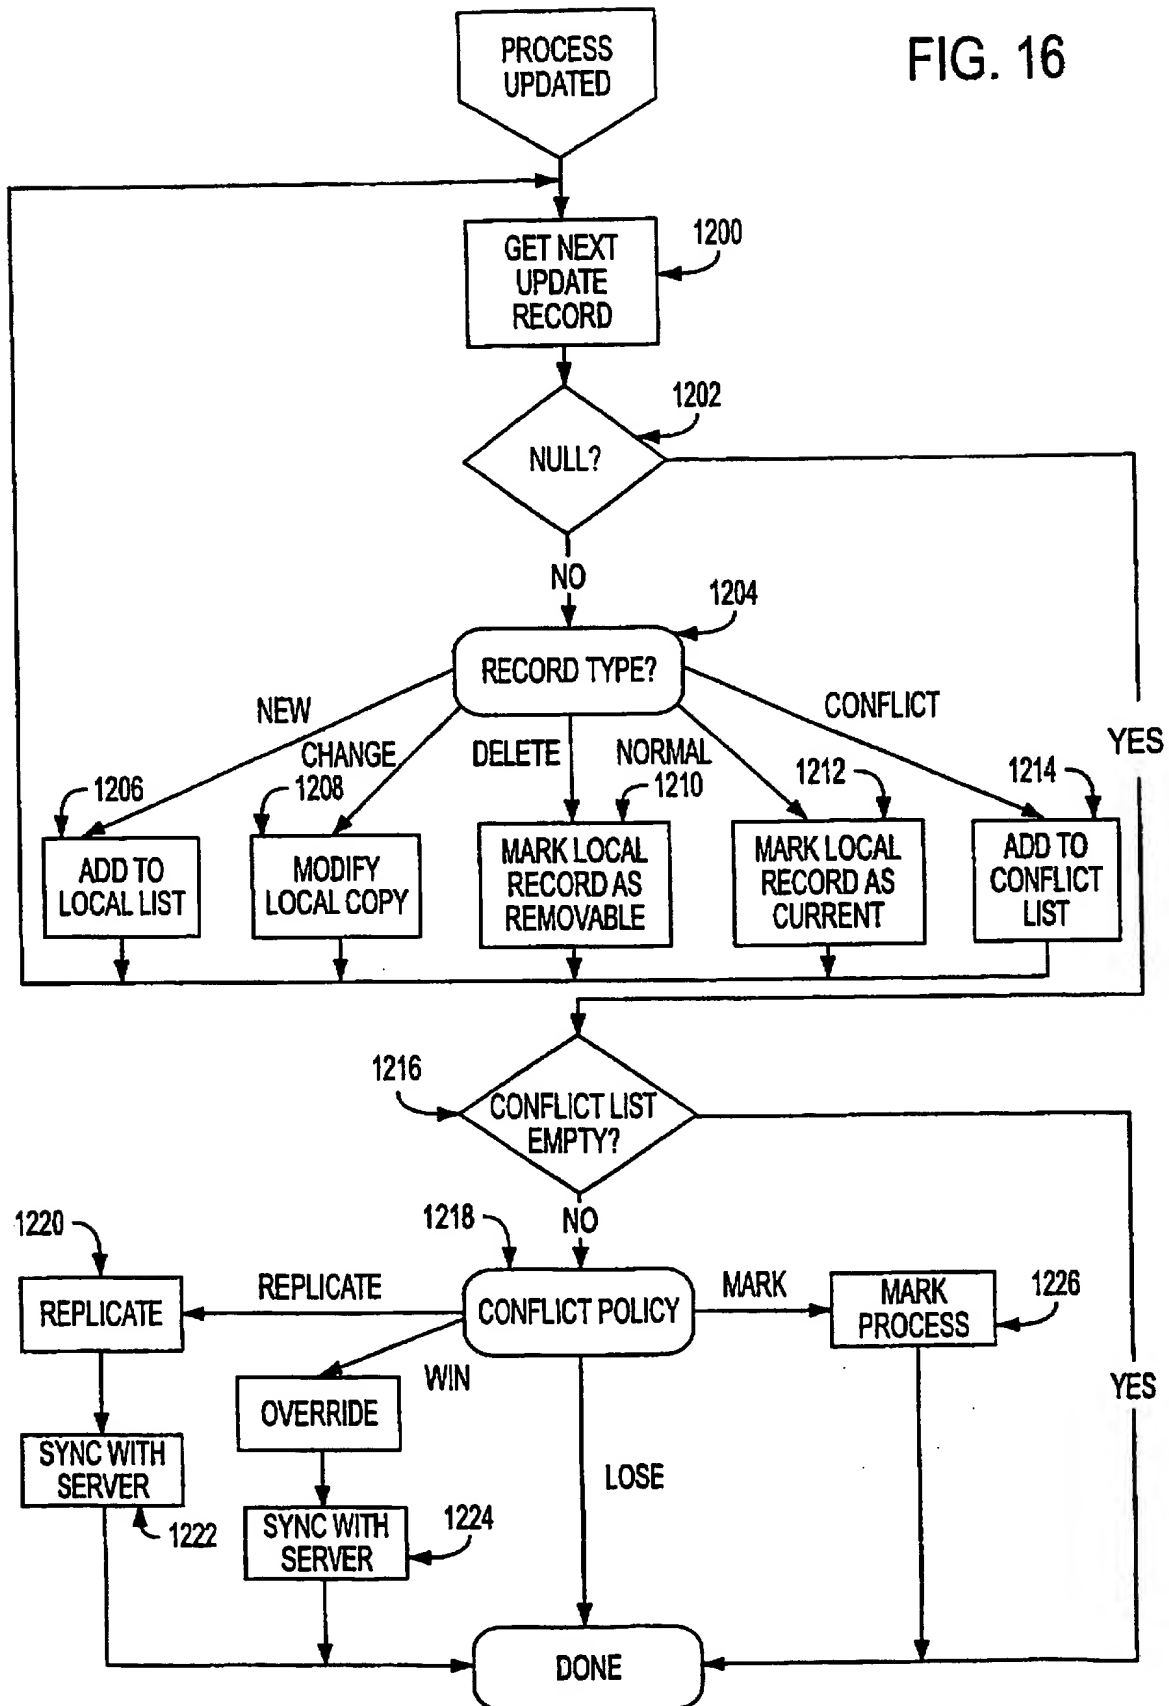 PROCESS
UPDATED
FIG. 16
GET NEXT
UPDATE
RECORD
1200
NULL?
1202
NO
YES
RECORD TYPE?
1204
NEW
CHANGE
DELETE
NORMAL
CONFLICT
1206
1208
1210
1212
1214
ADD TO
LOCAL LIST
MODIFY
LOCAL COPY
MARK LOCAL
RECORD AS
REMOVABLE
MARK LOCAL
RECORD AS
CURRENT
ADD TO
CONFLICT
LIST
1216
CONFLICT LIST
EMPTY?
NO
YES
1218
CONFLICT POLICY
1220
REPLICATE
REPLICATE
MARK
MARK
PROCESS
1226
WIN
OVERRIDE
LOSE
SYNC WITH
SERVER
1222
SYNC WITH
SERVER
1224
DONE